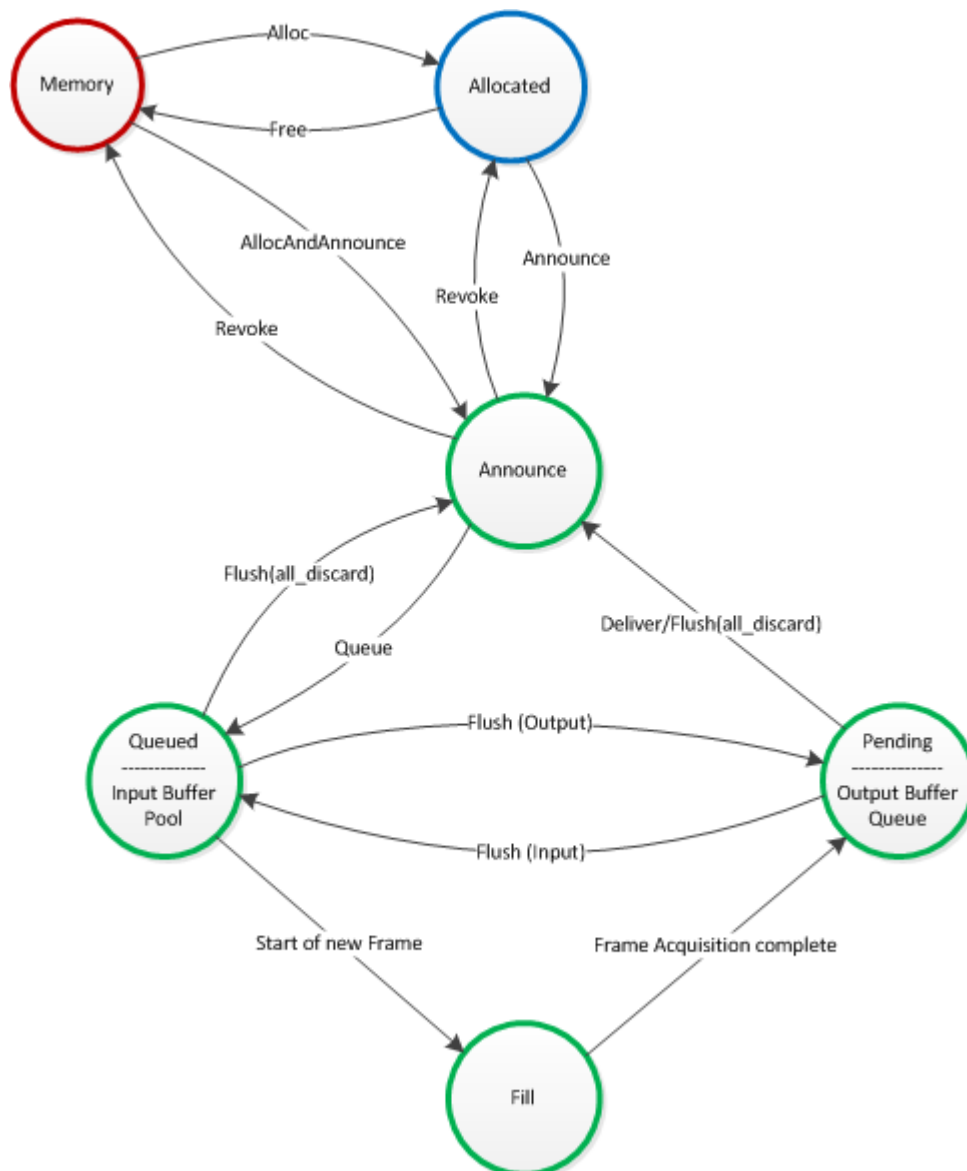 Alloc
Memory
Allocated
Free
AllocAndAnnounce
Announce
Revoke
Revoke
Announce
Flush(all_discard)
Deliver/Flush(all_discard)
Queue
Flush (Output)
Queued
---------------
Input Buffer
Pool
Pending
----------------
Output Buffer
Queue
Flush (Input)
Start of new Frame
Frame Acquisition complete
Fill